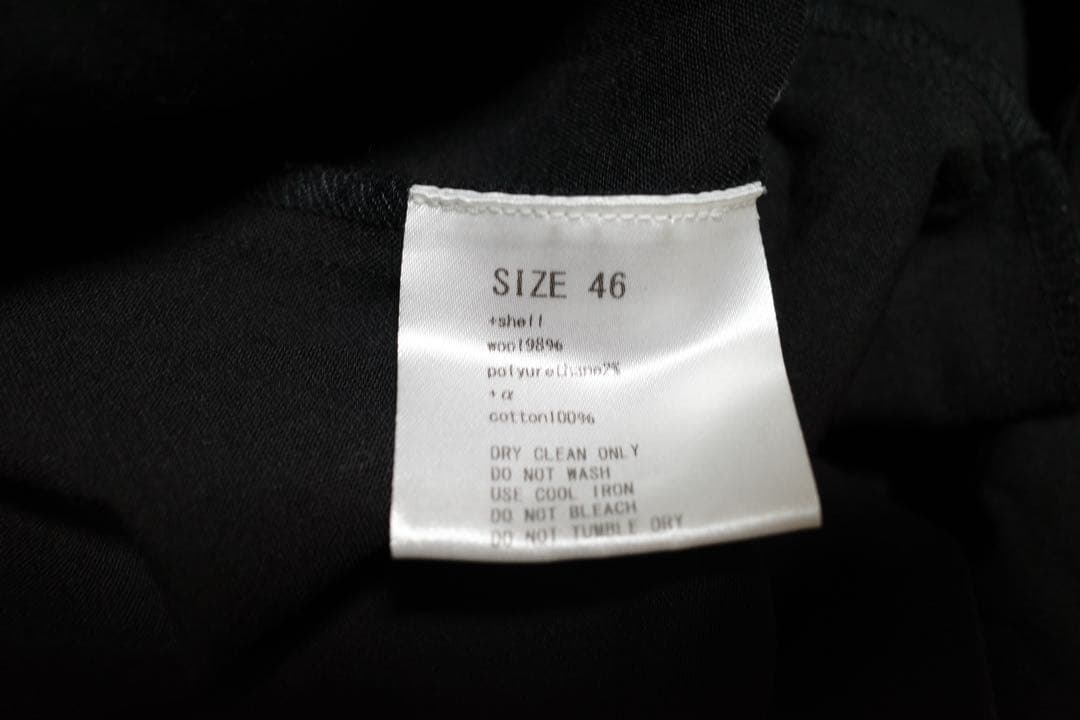 SIZE 46
+shell
wool98%
polyurethane2%
+α
cotton100%
DRY CLEAN ONLY
DO NOT WASH
USE COOL IRON
DO NOT BLEACH
DO NOT TUMBLE DRY